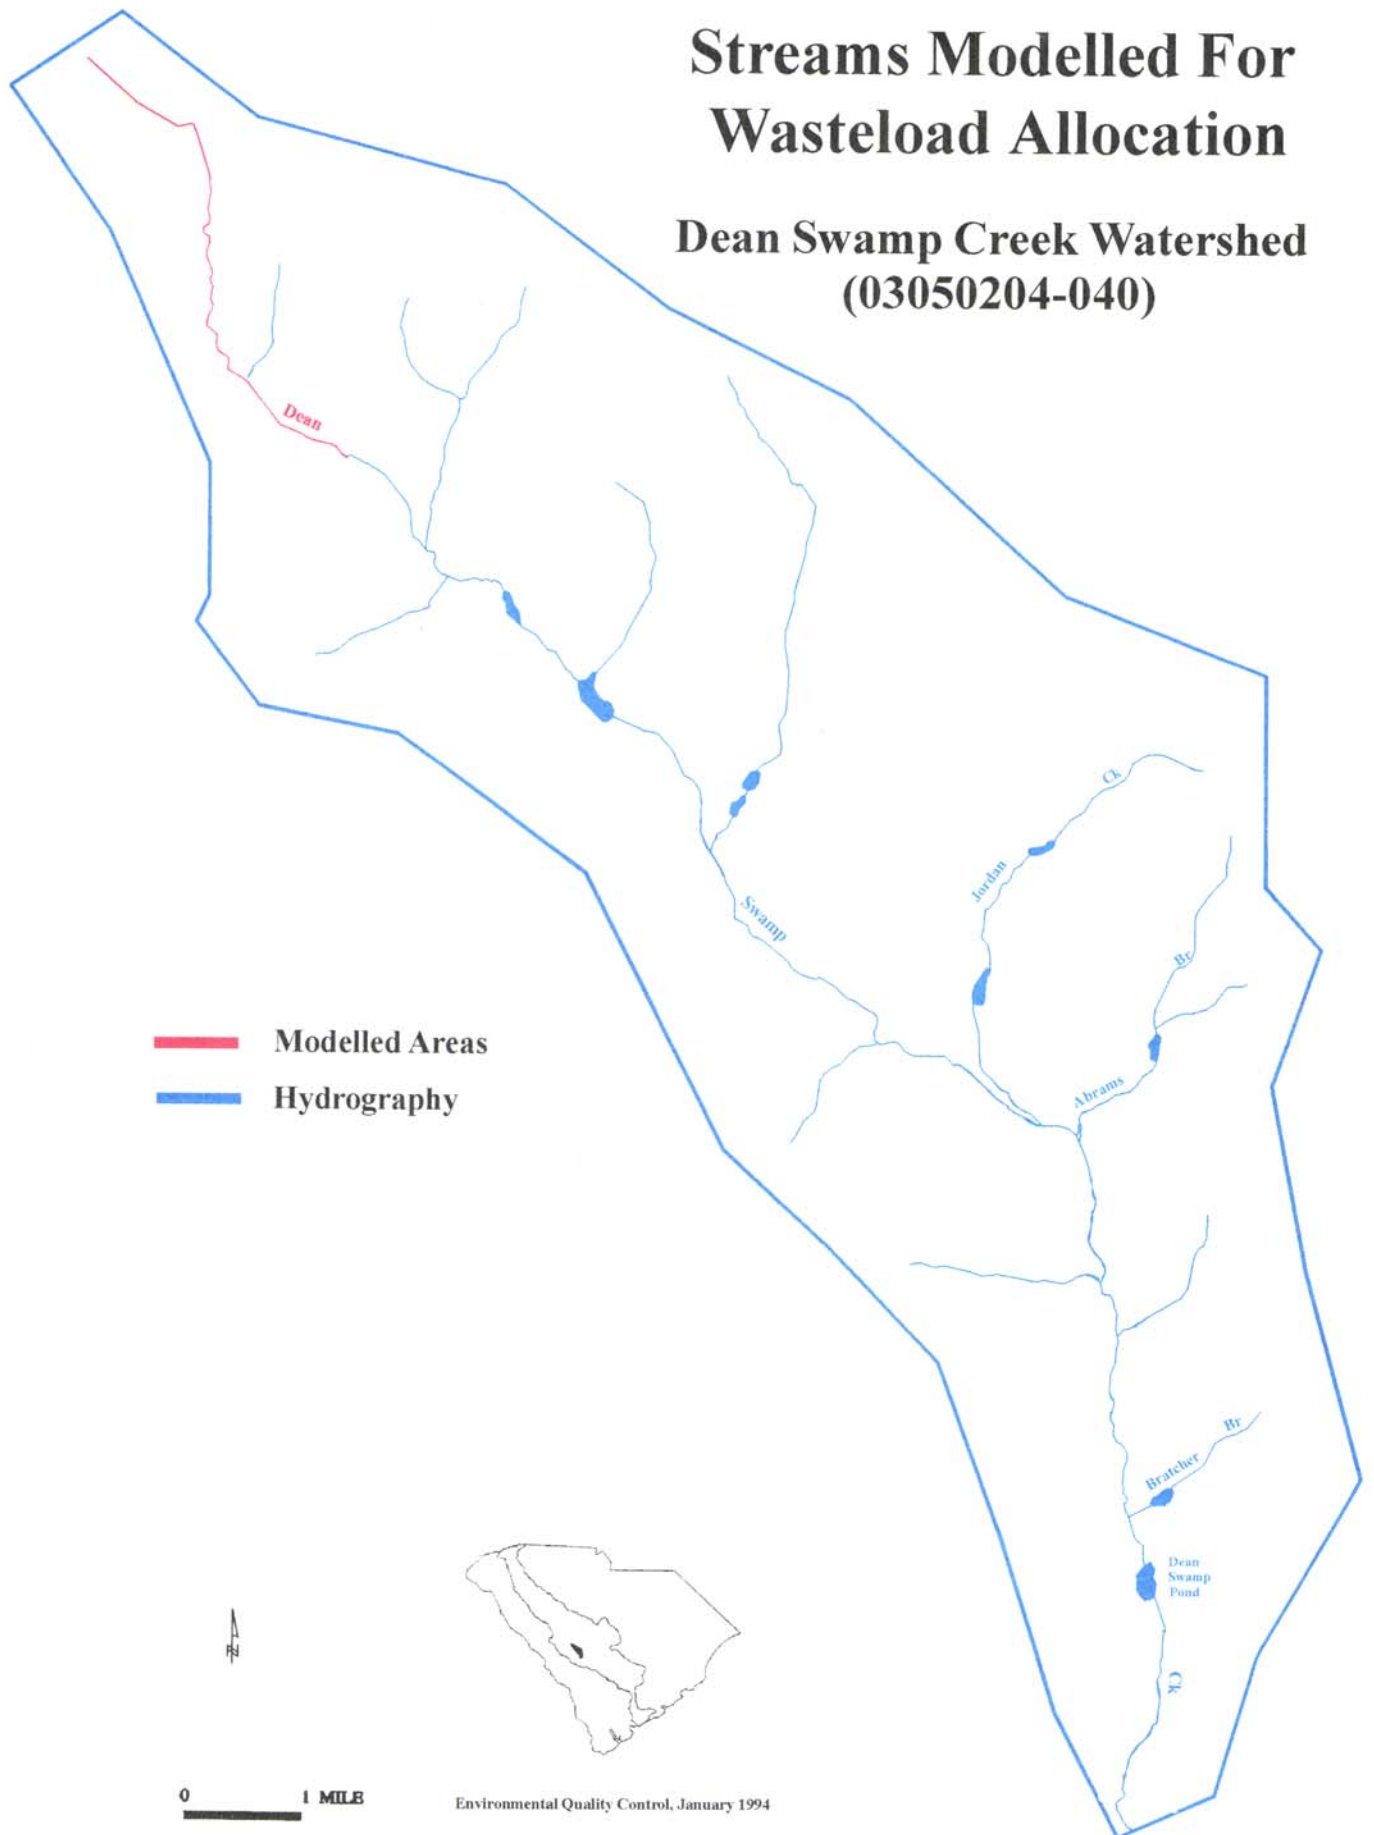 Streams Modelled For
Wasteload Allocation
Dean Swamp Creek Watershed
(03050204-040)
Dean
Ck
Jordan
Swamp
Br
Modelled Areas
Hydrography
Abrams
Br
Bratcher
Dean
Swamp
Pond
N
Ck
0 1 MILE
Environmental Quality Control, January 1994